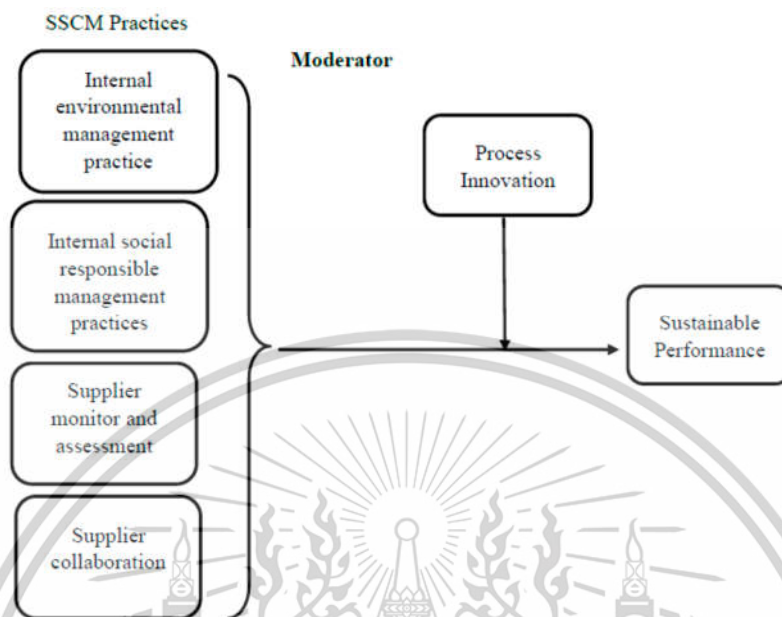 SSCM Practices
Moderator
Internal
environmental
management
practice
Process
Innovation
Internal social
responsible
management
practices
Sustainable
Performance
Supplier
monitor and
assessment
Supplier
collaboration